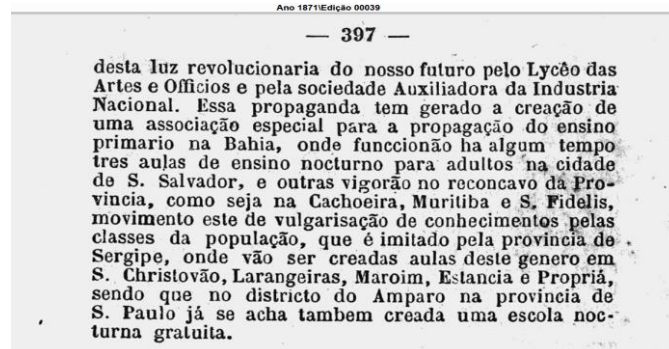 Ano 1871\Edição 00039
— 397 —
desta luz revolucionaria do nosso futuro pelo Lycêo das
Artes e Officios e pela sociedade Auxiliadora da Industria
Nacional. Essa propaganda tem gerado a creação de
uma associação especial para a propagação do ensino
primario na Bahia, onde funccionão ha algum tempo
tres aulas de ensino nocturno para adultos na cidade
de S. Salvador, e outras vigorão no reconcavo da Pro-
vincia, como seja na Cachoeira, Muritiba e S. Fidelis,
movimento este de vulgarisação de conhecimentos pelas
classes da população, que é imitado pela provincia de
Sergipe, onde vão ser creadas aulas deste genero em
S. Christovão, Larangeiras, Maroim, Estancia e Propriá,
sendo que no districto do Amparo na provincia de
S. Paulo já se acha tambem creada uma escola noc-
turna gratuita.